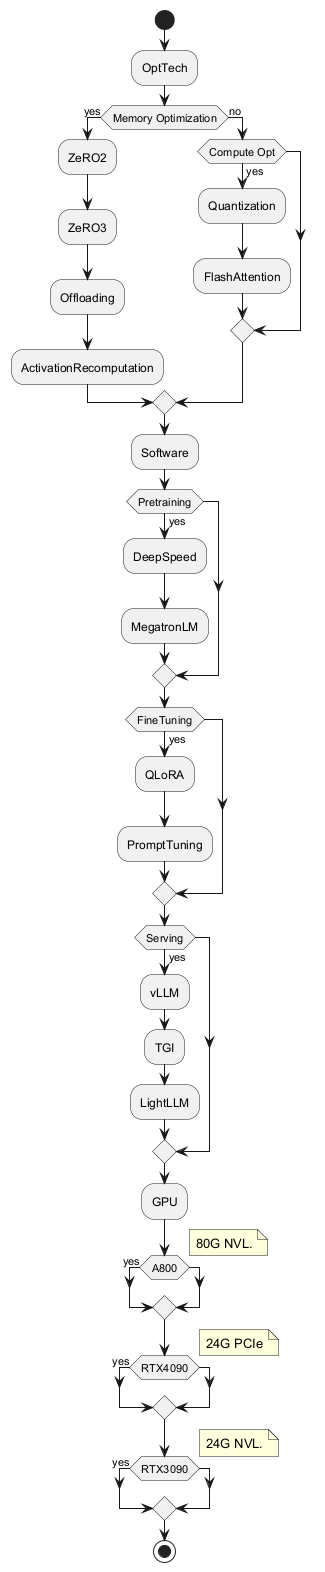 OptTech
yes
Memory Optimization
no
ZeRO2
Compute Opt
yes
Quantization
ZeRO3
FlashAttention
Offloading
ActivationRecomputation
Software
Pretraining
yes
DeepSpeed
MegatronLM
FineTuning
yes
QLoRA
PromptTuning
Serving
yes
vLLM
TGI
LightLLM
GPU
80G NVL.
yes
A800
24G PCIe
yes
RTX4090
24G NVL.
yes
RTX3090